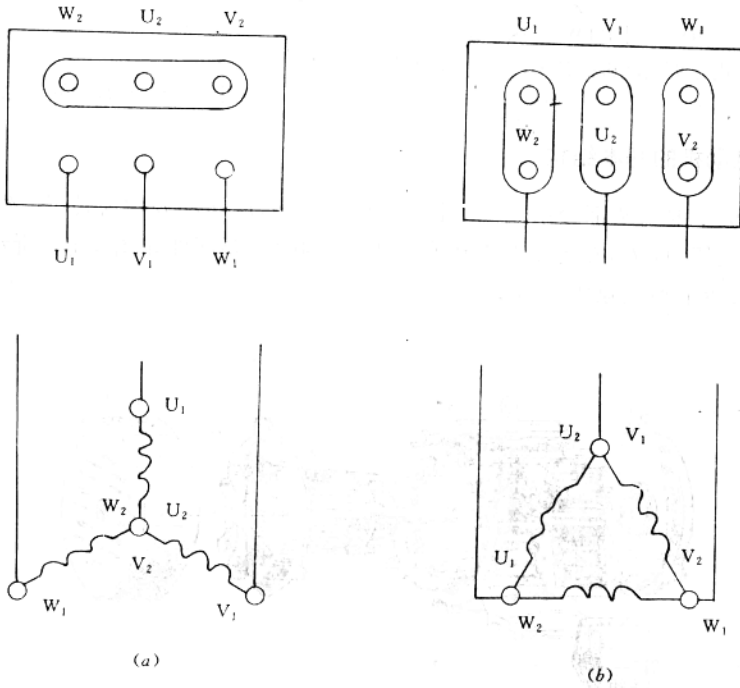 W₂ U₂ V₂
U₁ V₁ W₁
U₁ V₁ W₁
W₂ U₂ V₂
U₁
W₂ U₂
V₂
W₁ V₁
(a)
U₂ V₁
U₁ V₂
W₂ W₁
(b)